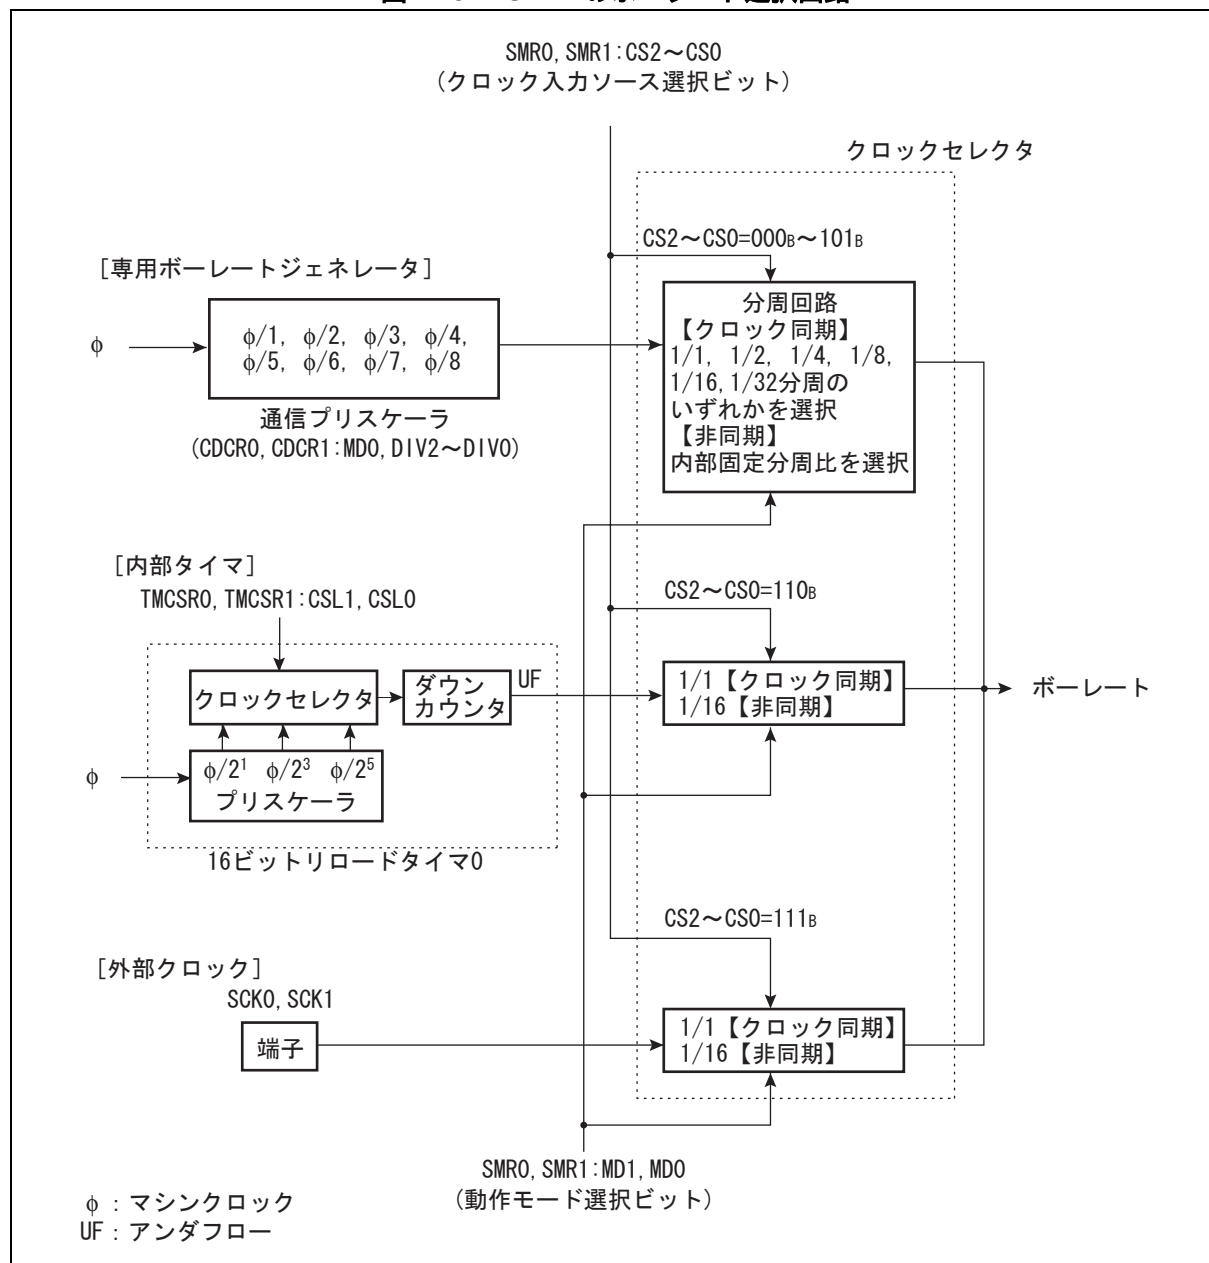 SMR0, SMR1:CS2～CS0
(クロック入力ソース選択ビット)
クロックセレクタ
CS2～CS0=000B～101B
[専用ボーレートジェネレータ]
φ
φ/1, φ/2, φ/3, φ/4,
φ/5, φ/6, φ/7, φ/8
通信プリスケーラ
(CDCR0, CDCR1:MD0, DIV2～DIV0)
分周回路
【クロック同期】
1/1, 1/2, 1/4, 1/8,
1/16, 1/32分周の
いずれかを選択
【非同期】
内部固定分周比を選択
[内部タイマ]
TMCSR0, TMCSR1:CSL1, CSL0
CS2～CS0=110B
クロックセレクタ
ダウン
カウンタ
UF
1/1【クロック同期】
1/16【非同期】
ボーレート
φ
φ/2¹ φ/2³ φ/2⁵
プリスケーラ
16ビットリロードタイマ0
CS2～CS0=111B
[外部クロック]
SCK0, SCK1
端子
1/1【クロック同期】
1/16【非同期】
SMR0, SMR1:MD1, MD0
(動作モード選択ビット)
φ : マシンクロック
UF : アンダフロー